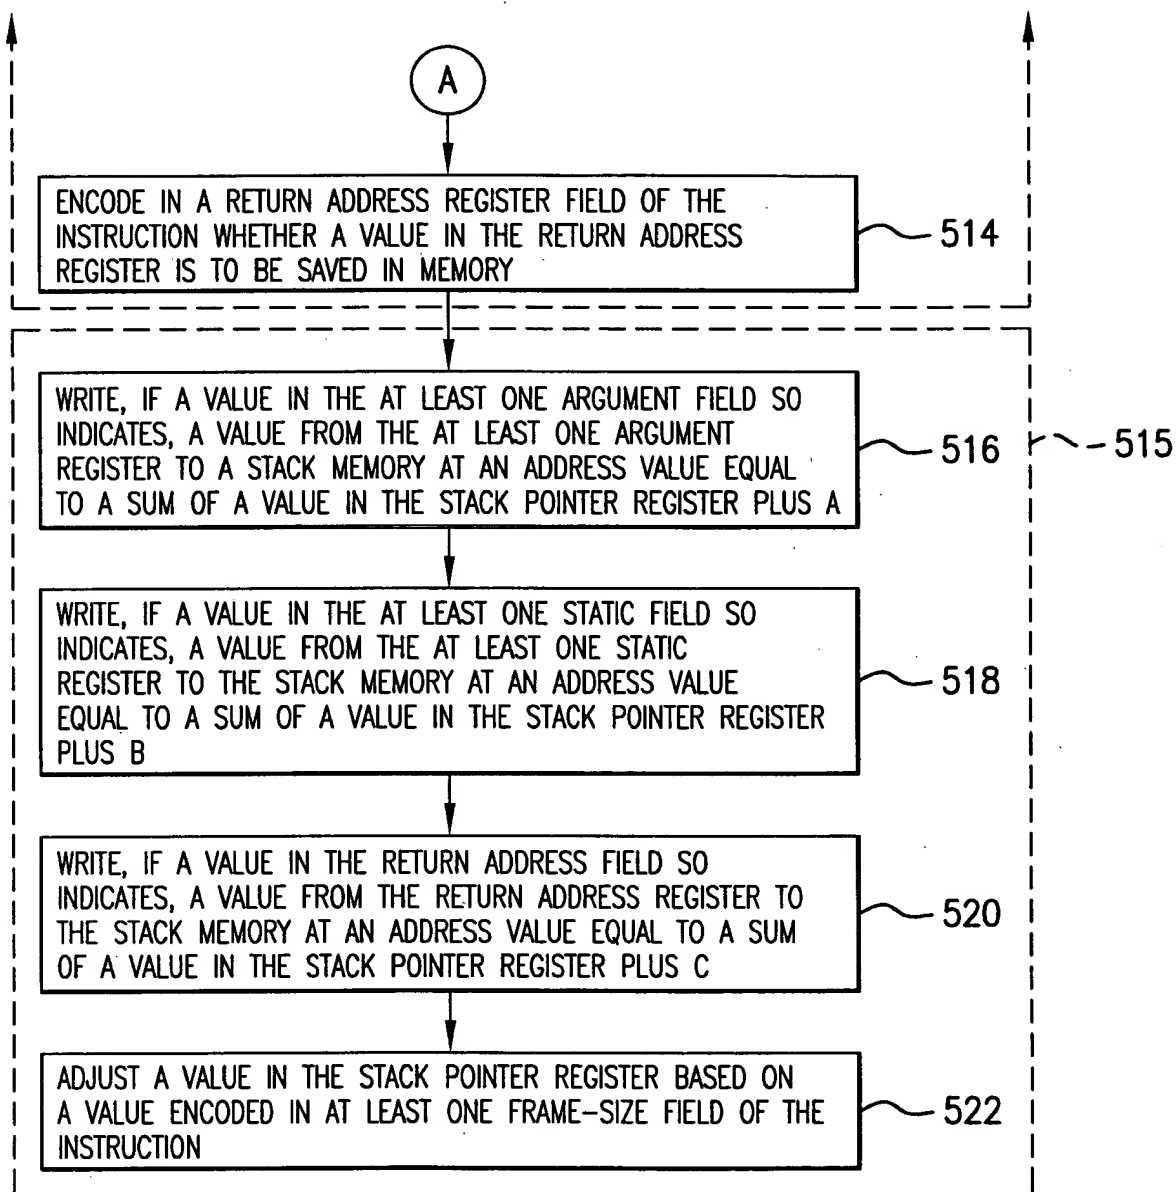 A
ENCODE IN A RETURN ADDRESS REGISTER FIELD OF THE
INSTRUCTION WHETHER A VALUE IN THE RETURN ADDRESS
REGISTER IS TO BE SAVED IN MEMORY
514
WRITE, IF A VALUE IN THE AT LEAST ONE ARGUMENT FIELD SO
INDICATES, A VALUE FROM THE AT LEAST ONE ARGUMENT
REGISTER TO A STACK MEMORY AT AN ADDRESS VALUE EQUAL
TO A SUM OF A VALUE IN THE STACK POINTER REGISTER PLUS A
516
515
WRITE, IF A VALUE IN THE AT LEAST ONE STATIC FIELD SO
INDICATES, A VALUE FROM THE AT LEAST ONE STATIC
REGISTER TO THE STACK MEMORY AT AN ADDRESS VALUE
EQUAL TO A SUM OF A VALUE IN THE STACK POINTER REGISTER
PLUS B
518
WRITE, IF A VALUE IN THE RETURN ADDRESS FIELD SO
INDICATES, A VALUE FROM THE RETURN ADDRESS REGISTER TO
THE STACK MEMORY AT AN ADDRESS VALUE EQUAL TO A SUM
OF A VALUE IN THE STACK POINTER REGISTER PLUS C
520
ADJUST A VALUE IN THE STACK POINTER REGISTER BASED ON
A VALUE ENCODED IN AT LEAST ONE FRAME-SIZE FIELD OF THE
INSTRUCTION
522